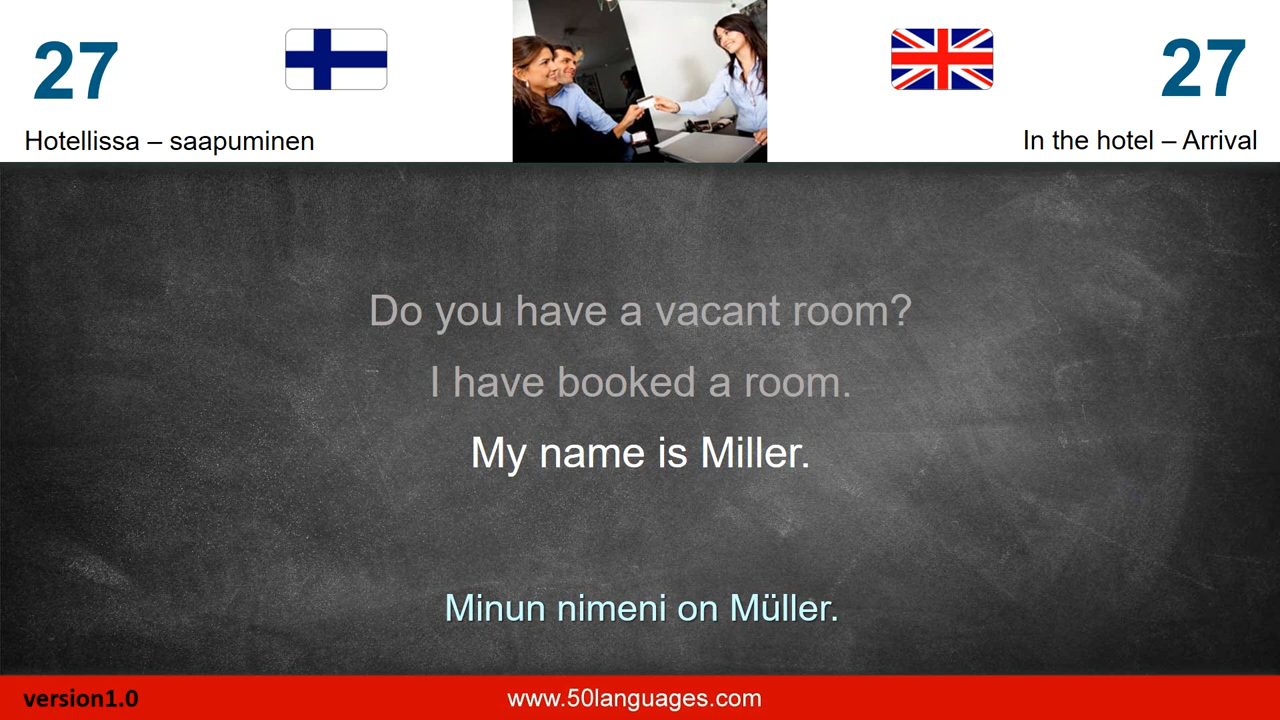 27
27
Hotellissa – saapuminen
In the hotel – Arrival
Do you have a vacant room?
I have booked a room.
My name is Miller.
Minun nimeni on Müller.
version1.0
www.50languages.com